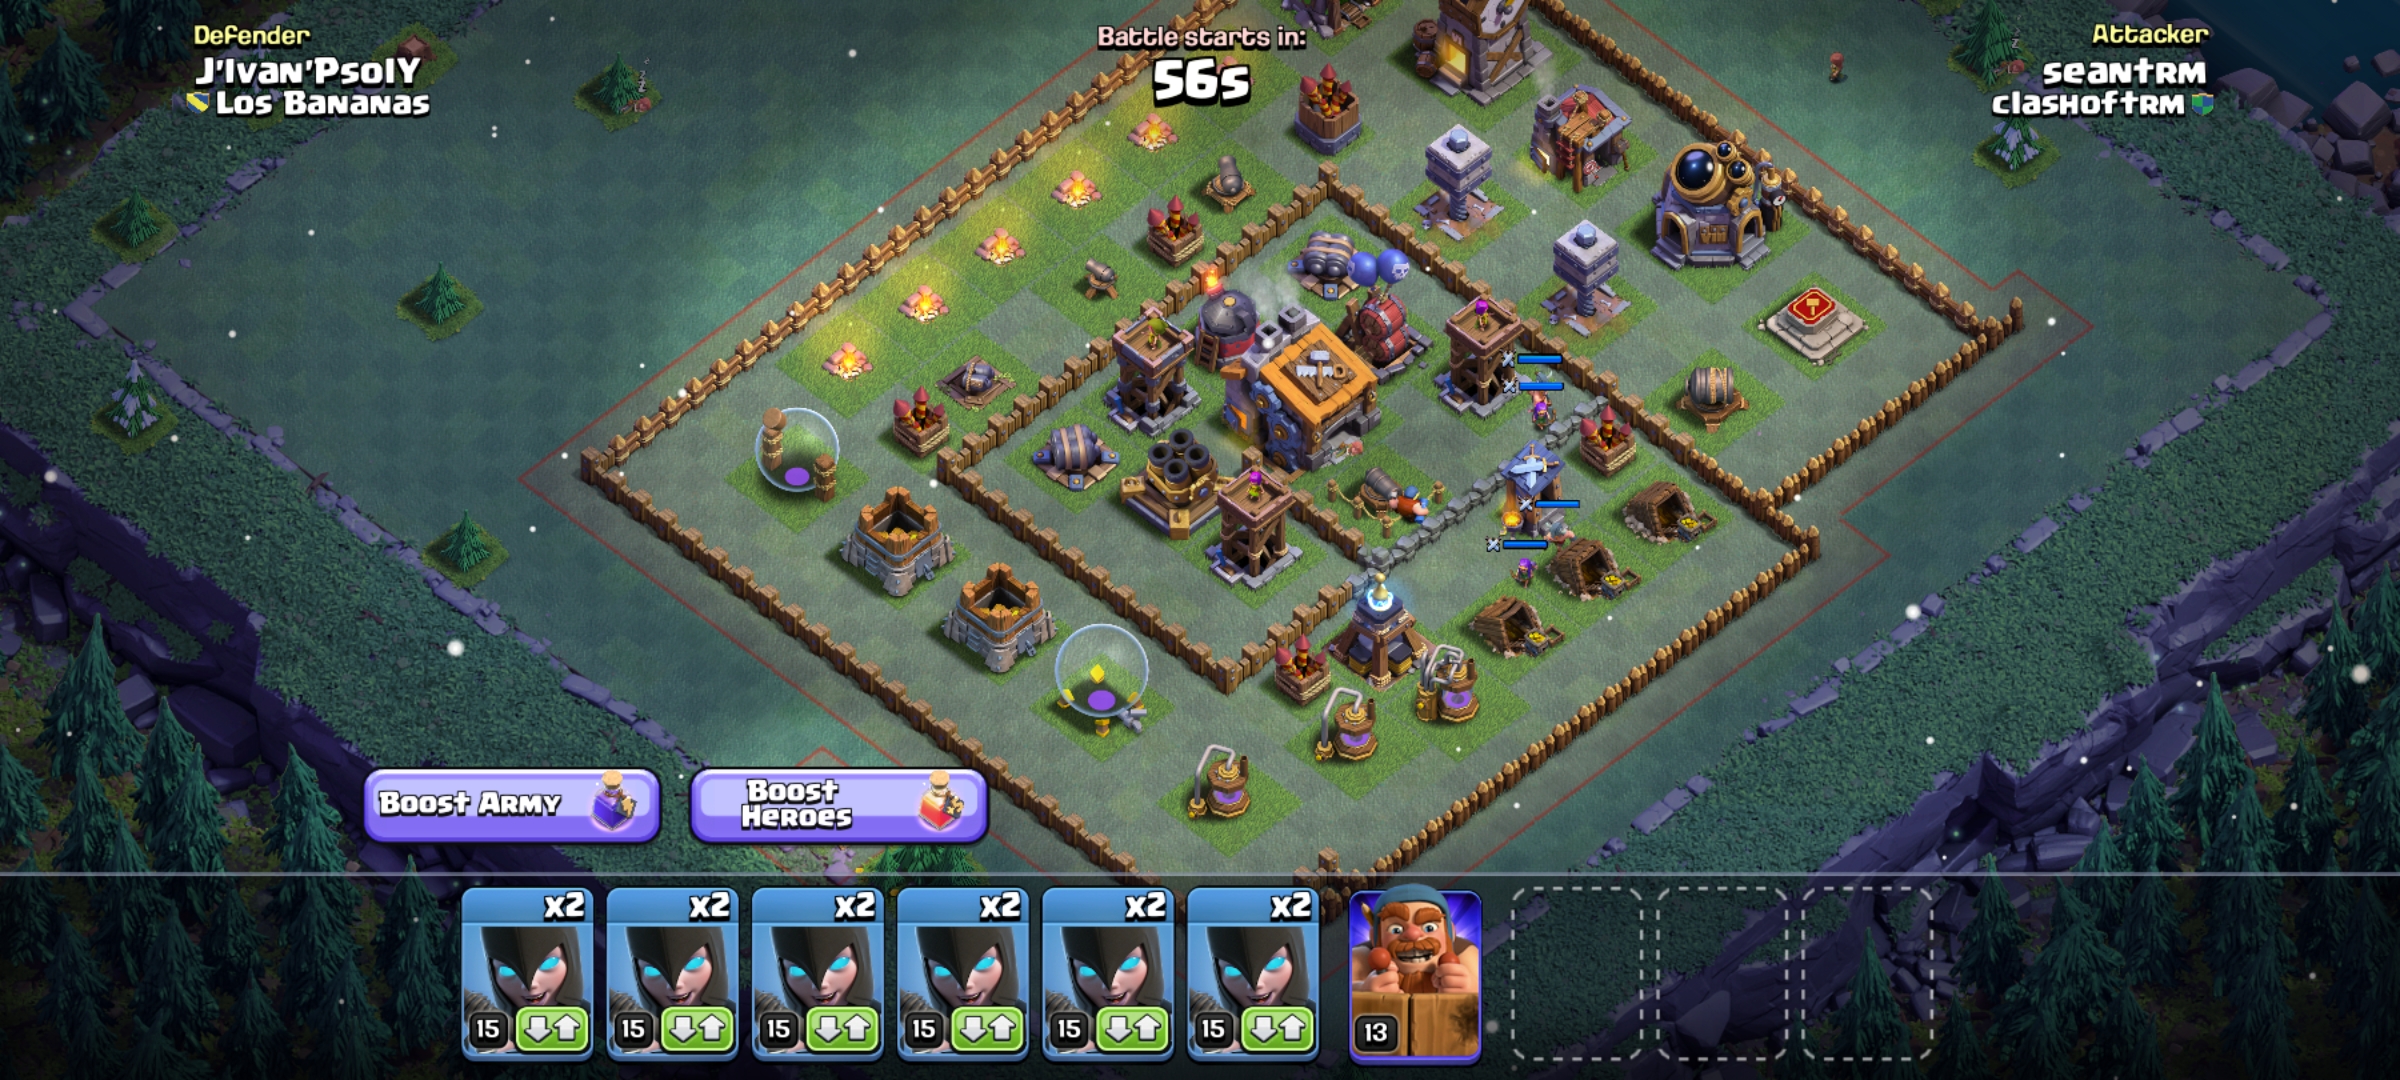 Defender
J'Ivan'PsolY
Los Bananas
Battle starts in:
56s
Attacker
seantRM
clashoftRM
VIII
Boost Army
Boost
Heroes
x2
x2
x2
x2
x2
x2
15
15
15
15
15
15
13